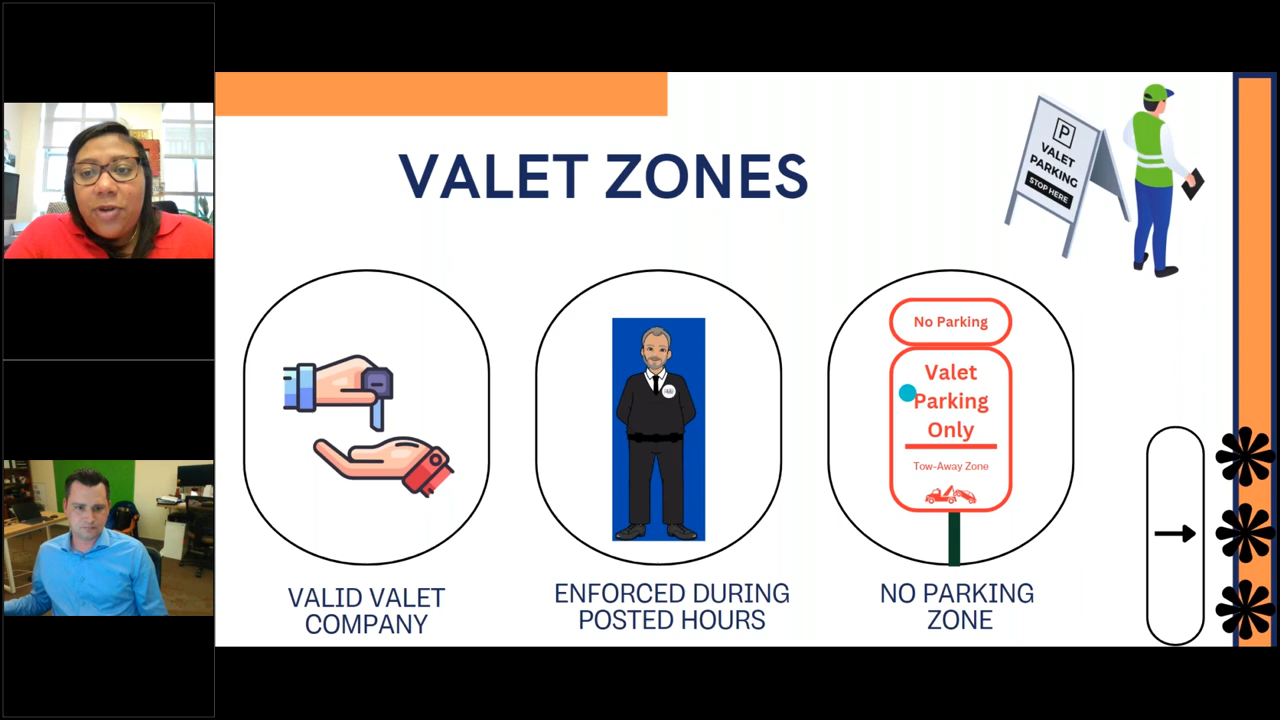 VALET ZONES
P
VALET
PARKING
STOP HERE
No Parking
Valet
Parking
Only
Tow-Away Zone
VALID VALET
COMPANY
ENFORCED DURING
POSTED HOURS
NO PARKING
ZONE